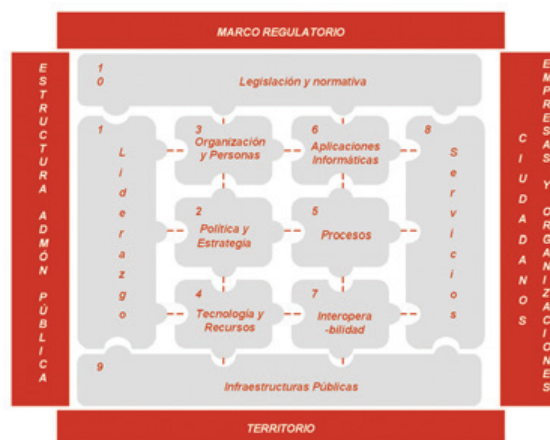 MARCO REGULATORIO
ESTRUCTURA ADMÓN PÚBLICA
10
Legislación y normativa
1
Liderazgo
3
Organización
y Personas
6
Aplicaciones
Informáticas
8
Servicios
2
Política y
Estrategia
5
Procesos
4
Tecnología y
Recursos
7
Interopera
-bilidad
9
Infraestructuras Públicas
CIUDADANOS
EMPRESAS Y ORGANIZACIONES
TERRITORIO